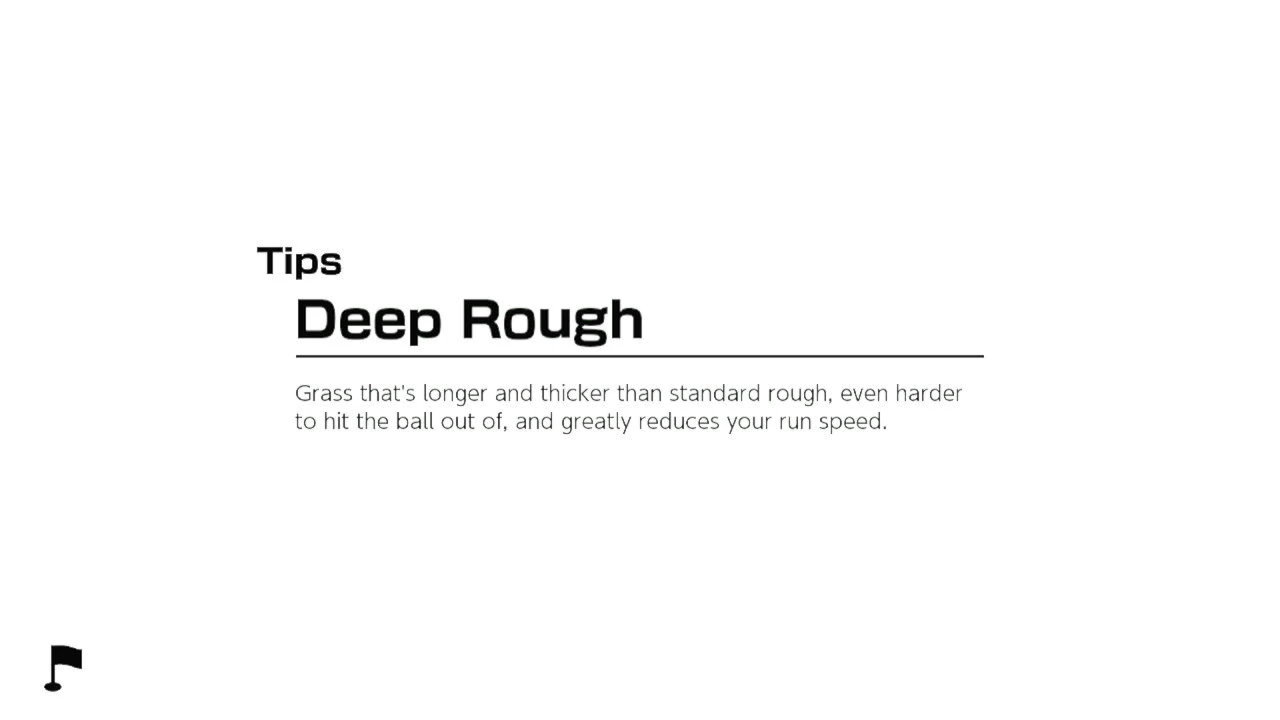 Tips
Deep Rough
Grass that's longer and thicker than standard rough, even harder
to hit the ball out of, and greatly reduces your run speed.